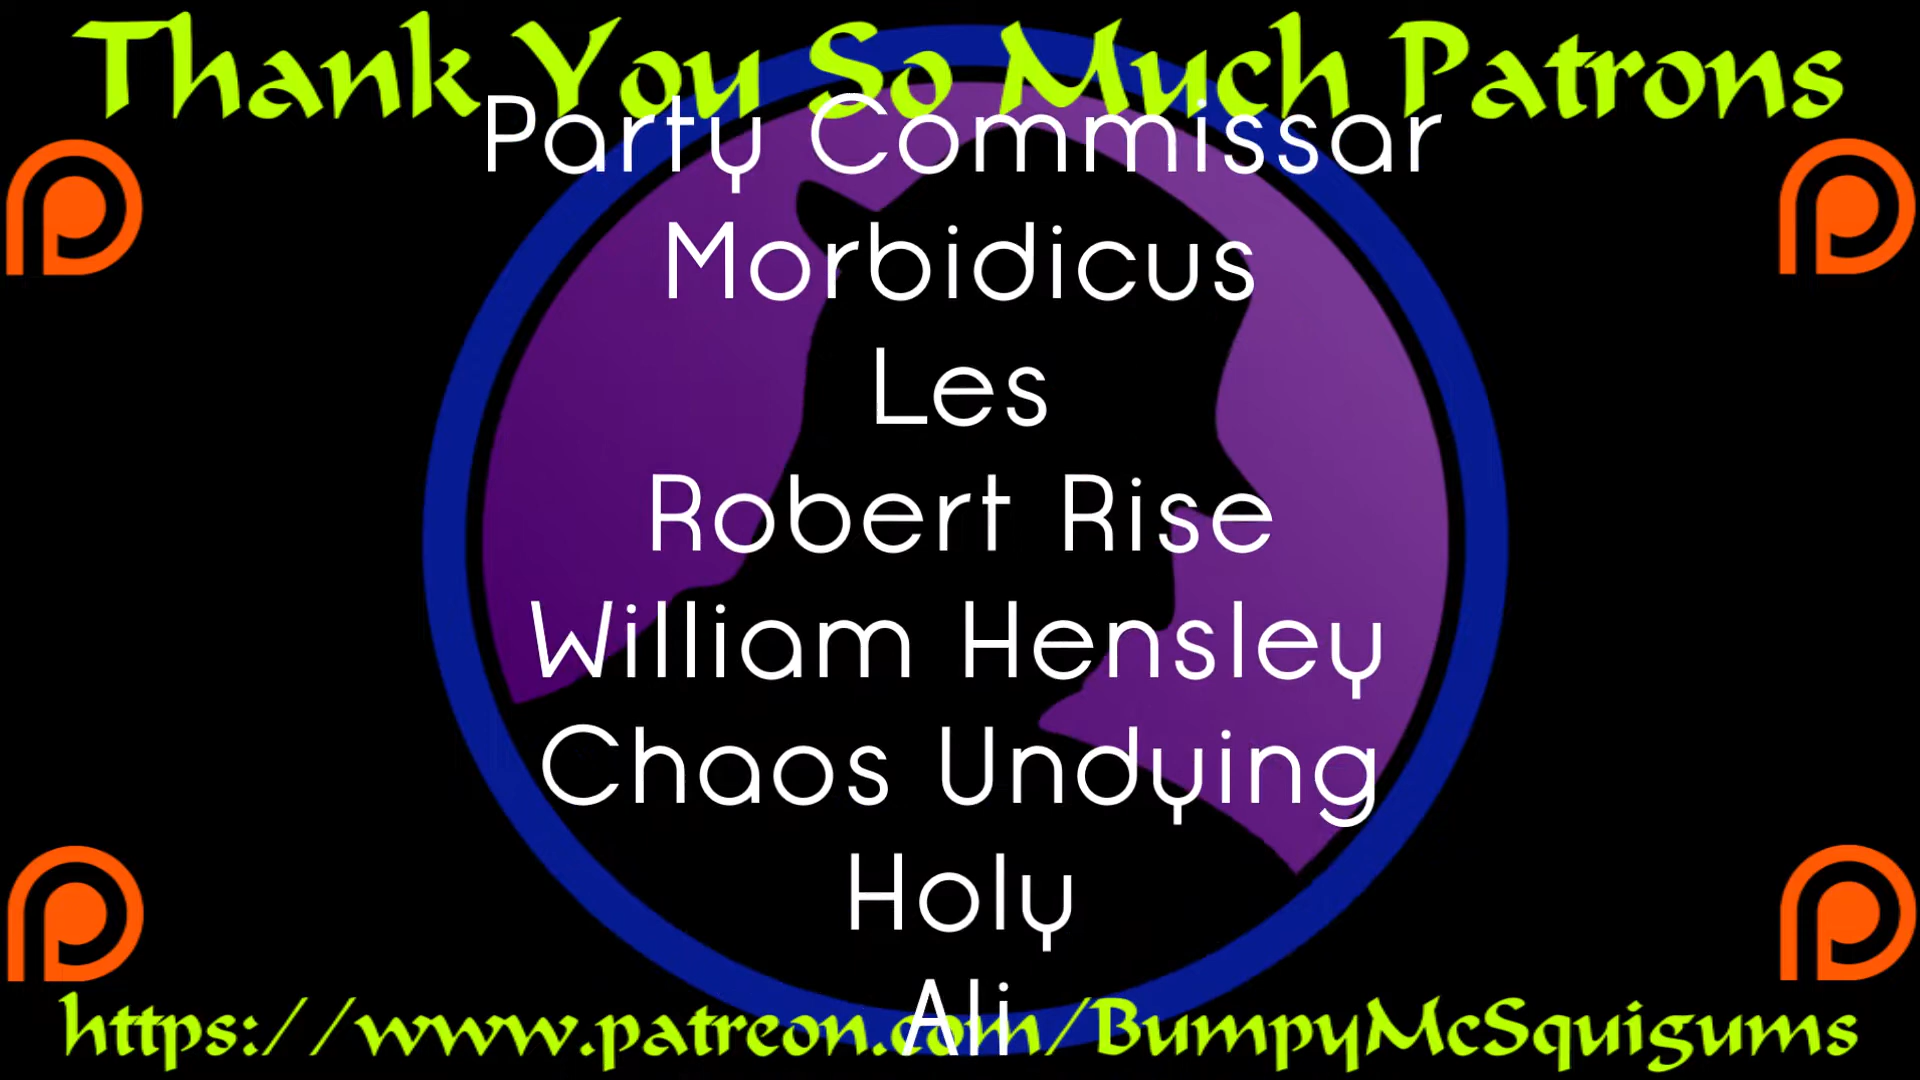 Thank You So Much Patrons
Party Commissar
Morbidicus
Les
Robert Rise
William Hensley
Chaos Undying
Holy
Ali
https://www.patreon.com/BumpyMcSquigums